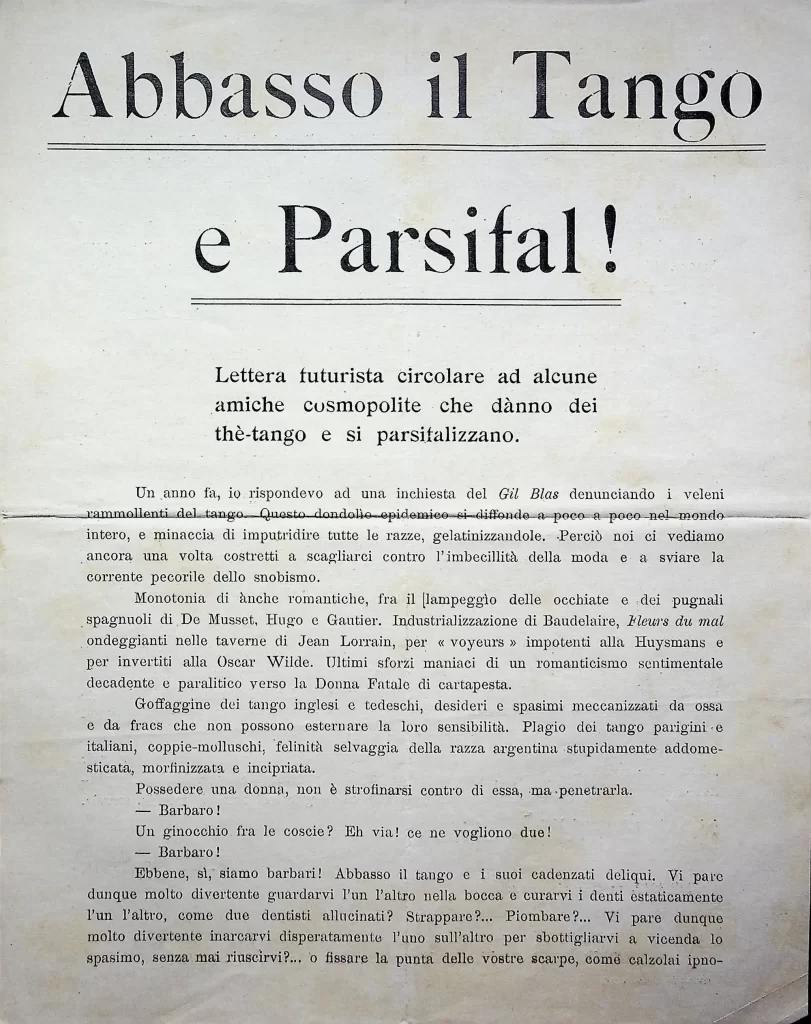 Abbasso il Tango
e Parsifal!
Lettera futurista circolare ad alcune
amiche cosmopolite che dànno dei
thè-tango e si parsifalizzano.
Un anno fa, io rispondevo ad una inchiesta del Gil Blas denunciando i veleni
rammollenti del tango. Questo dondolìo epidemico si diffonde a poco a poco nel mondo
intero, e minaccia di imputridire tutte le razze, gelatinizzandole. Perciò noi ci vediamo
ancora una volta costretti a scagliarci contro l'imbecillità della moda e a sviare la
corrente pecorile dello snobismo.
Monotonia di ànche romantiche, fra il [lampeggìo delle occhiate e dei pugnali
spagnuoli di De Musset, Hugo e Gautier. Industrializzazione di Baudelaire, Fleurs du mal
ondeggianti nelle taverne di Jean Lorrain, per « voyeurs » impotenti alla Huysmans e
per invertiti alla Oscar Wilde. Ultimi sforzi maniaci di un romanticismo sentimentale
decadente e paralitico verso la Donna Fatale di cartapesta.
Goffaggine dei tango inglesi e tedeschi, desideri e spasimi meccanizzati da ossa
e da fracs che non possono esternare la loro sensibilità. Plagio dei tango parigini e
italiani, coppie-molluschi, felinità selvaggia della razza argentina stupidamente addome-
sticata, morfinizzata e incipriata.
Possedere una donna, non è strofinarsi contro di essa, ma penetrarla.
— Barbaro!
Un ginocchio fra le coscie? Eh via! ce ne vogliono due!
— Barbaro!
Ebbene, sì, siamo barbari! Abbasso il tango e i suoi cadenzati deliqui. Vi pare
dunque molto divertente guardarvi l'un l'altro nella bocca e curarvi i denti estaticamente
l'un l'altro, come due dentisti allucinati? Strappare?... Piombare?... Vi pare dunque
molto divertente inarcarvi disperatamente l'uno sull'altro per sbottigliarvi a vicenda lo
spasimo, senza mai riuscirvi?... o fissare la punta delle vostre scarpe, come calzolai ipno-